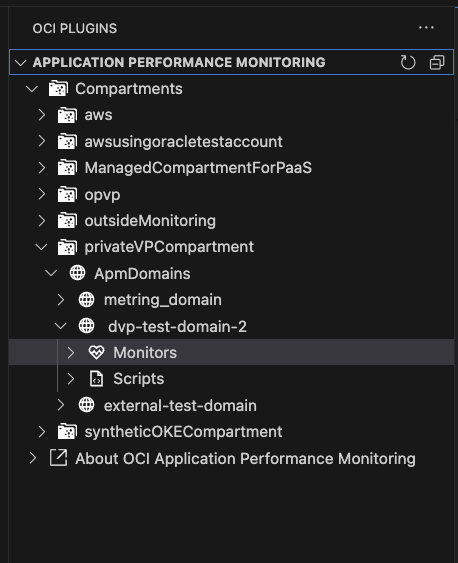 OCI PLUGINS
APPLICATION PERFORMANCE MONITORING
Compartments
aws
awsusingoracletestaccount
ManagedCompartmentForPaaS
opvp
outsideMonitoring
privateVPCompartment
ApmDomains
metring_domain
dvp-test-domain-2
Monitors
Scripts
external-test-domain
syntheticOKECompartment
About OCI Application Performance Monitoring